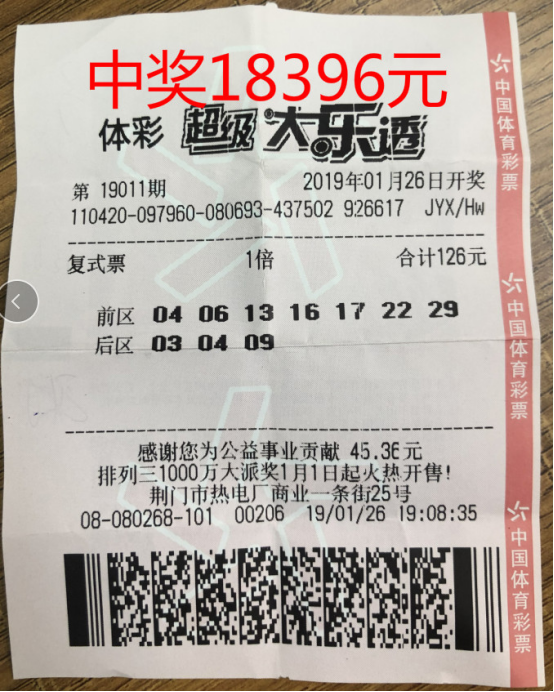 中奖18396元
体彩 超级大乐透
第 19011期 2019年01月26日开奖
110420-097960-080693-437502 926617 JYX/Hw
复式票 1倍 合计126元
前区 04 06 13 16 17 22 29
后区 03 04 09
感谢您为公益事业贡献 45.36元
排列三1000万大派奖1月1日起火热开售!
荆门市热电厂商业一条街25号
08-080268-101 00206 19/01/26 19:08:35
中国体育彩票
中国体育彩票
中国体育彩票